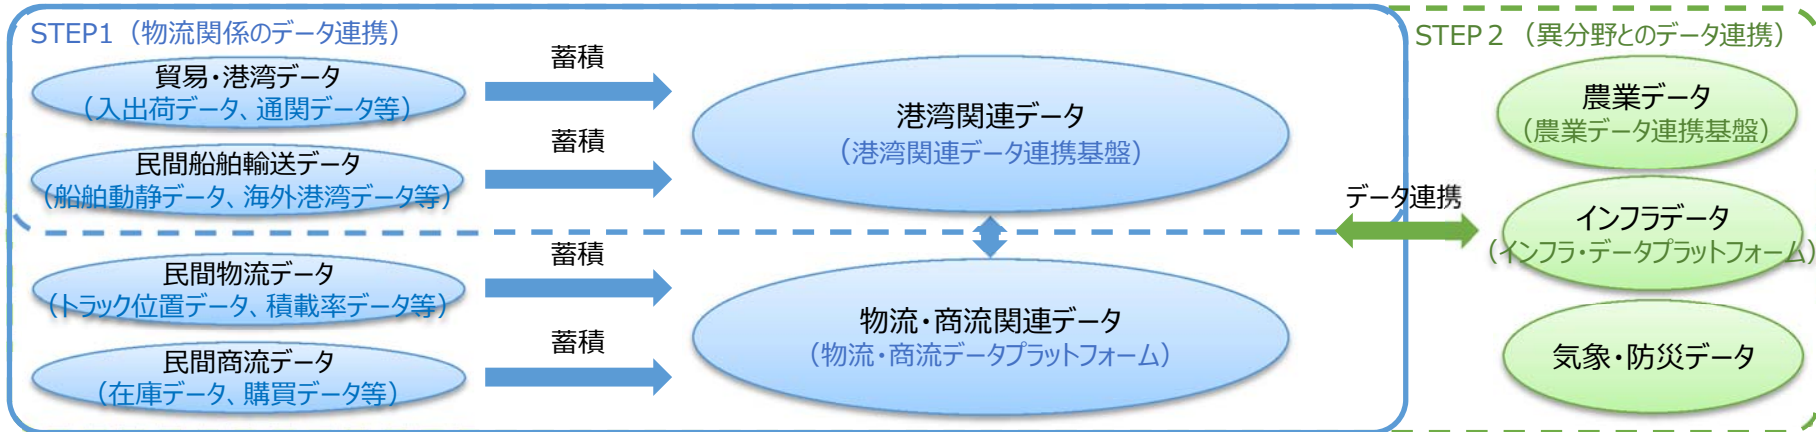 STEP1（物流関係のデータ連携）
貿易・港湾データ
（入出荷データ、通関データ等）
蓄積
民間船舶輸送データ
（船舶動静データ、海外港湾データ等）
蓄積
港湾関連データ
（港湾関連データ連携基盤）
民間物流データ
（トラック位置データ、積載率データ等）
蓄積
民間商流データ
（在庫データ、購買データ等）
蓄積
物流・商流関連データ
（物流・商流データプラットフォーム）
データ連携
STEP２（異分野とのデータ連携）
農業データ
（農業データ連携基盤）
インフラデータ
（インフラ・データプラットフォーム）
気象・防災データ